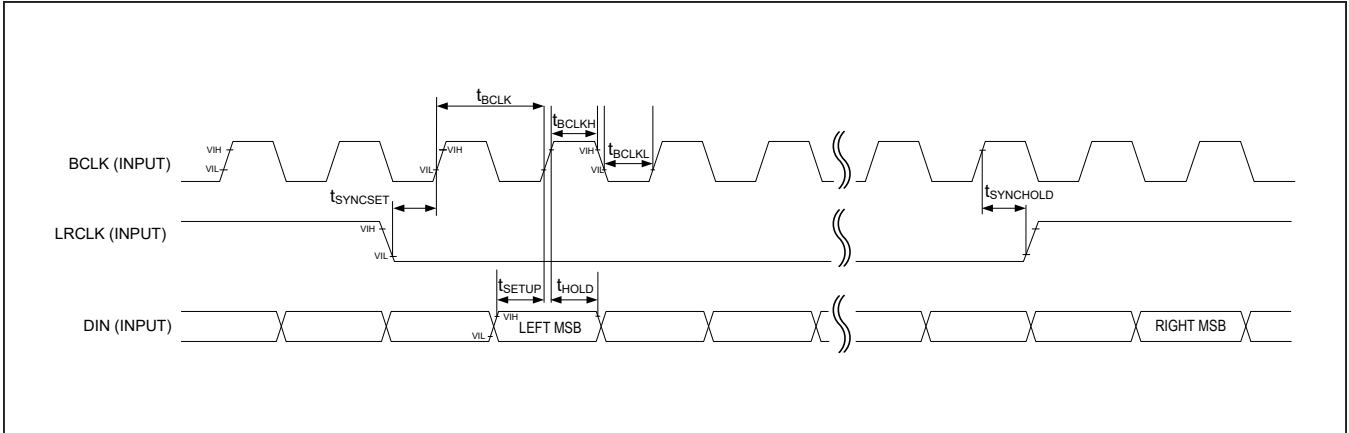 tBCLK
tBCLKH
BCLK (INPUT)
VIH
VIL
VIH
VIL
VIH
VIL
tBCLKL
tSYNCSET
tSYNCHOLD
LRCLK (INPUT)
VIH
VIL
tSETUP
tHOLD
DIN (INPUT)
VIH
VIL
LEFT MSB
RIGHT MSB